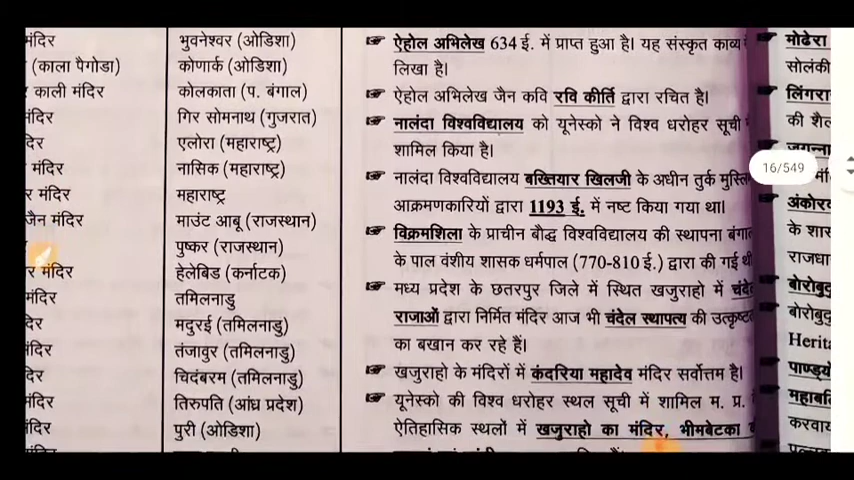 मंदिर
(काला पैगोडा)
काली मंदिर
मंदिर
मंदिर
र मंदिर
जैन मंदिर
र मंदिर
मंदिर
भुवनेश्वर (ओडिशा)
कोणार्क (ओडिशा)
कोलकाता (प. बंगाल)
गिर सोमनाथ (गुजरात)
एलोरा (महाराष्ट्र)
नासिक (महाराष्ट्र)
महाराष्ट्र
माउंट आबू (राजस्थान)
पुष्कर (राजस्थान)
हेलेबिड (कर्नाटक)
तमिलनाडु
मदुरई (तमिलनाडु)
तंजावुर (तमिलनाडु)
चिदंबरम (तमिलनाडु)
तिरुपति (आंध्र प्रदेश)
पुरी (ओडिशा)
ऐहोल अभिलेख 634 ई. में प्राप्त हुआ है। यह संस्कृत काव्य
लिखा है।
ऐहोल अभिलेख जैन कवि रवि कीर्ति द्वारा रचित है।
नालंदा विश्वविद्यालय को यूनेस्को ने विश्व धरोहर सूची
शामिल किया है।
नालंदा विश्वविद्यालय बख्तियार खिलजी के अधीन तुर्क मुस्लि
आक्रमणकारियों द्वारा 1193 ई. में नष्ट किया गया था।
विक्रमशिला के प्राचीन बौद्ध विश्वविद्यालय की स्थापना बंगा
के पाल वंशीय शासक धर्मपाल (770-810 ई.) द्वारा की गई थी
मध्य प्रदेश के छतरपुर जिले में स्थित खजुराहो में चंदे
राजाओं द्वारा निर्मित मंदिर आज भी चंदेल स्थापत्य की उत्कृष्ट
का बखान कर रहे हैं।
खजुराहो के मंदिरों में कंदरिया महादेव मंदिर सर्वोत्तम है।
यूनेस्को की विश्व धरोहर स्थल सूची में शामिल म. प्र.
ऐतिहासिक स्थलों में खजुराहो का मंदिर, भीमबेटका
मोढेरा
सोलंकी
लिंगरा
की शैल
16/549
अंकोर
के शास
राजधा
बोरोबुदु
बोरोबुदु
Herita
पाण्ड्य
महाबलि
करवाय